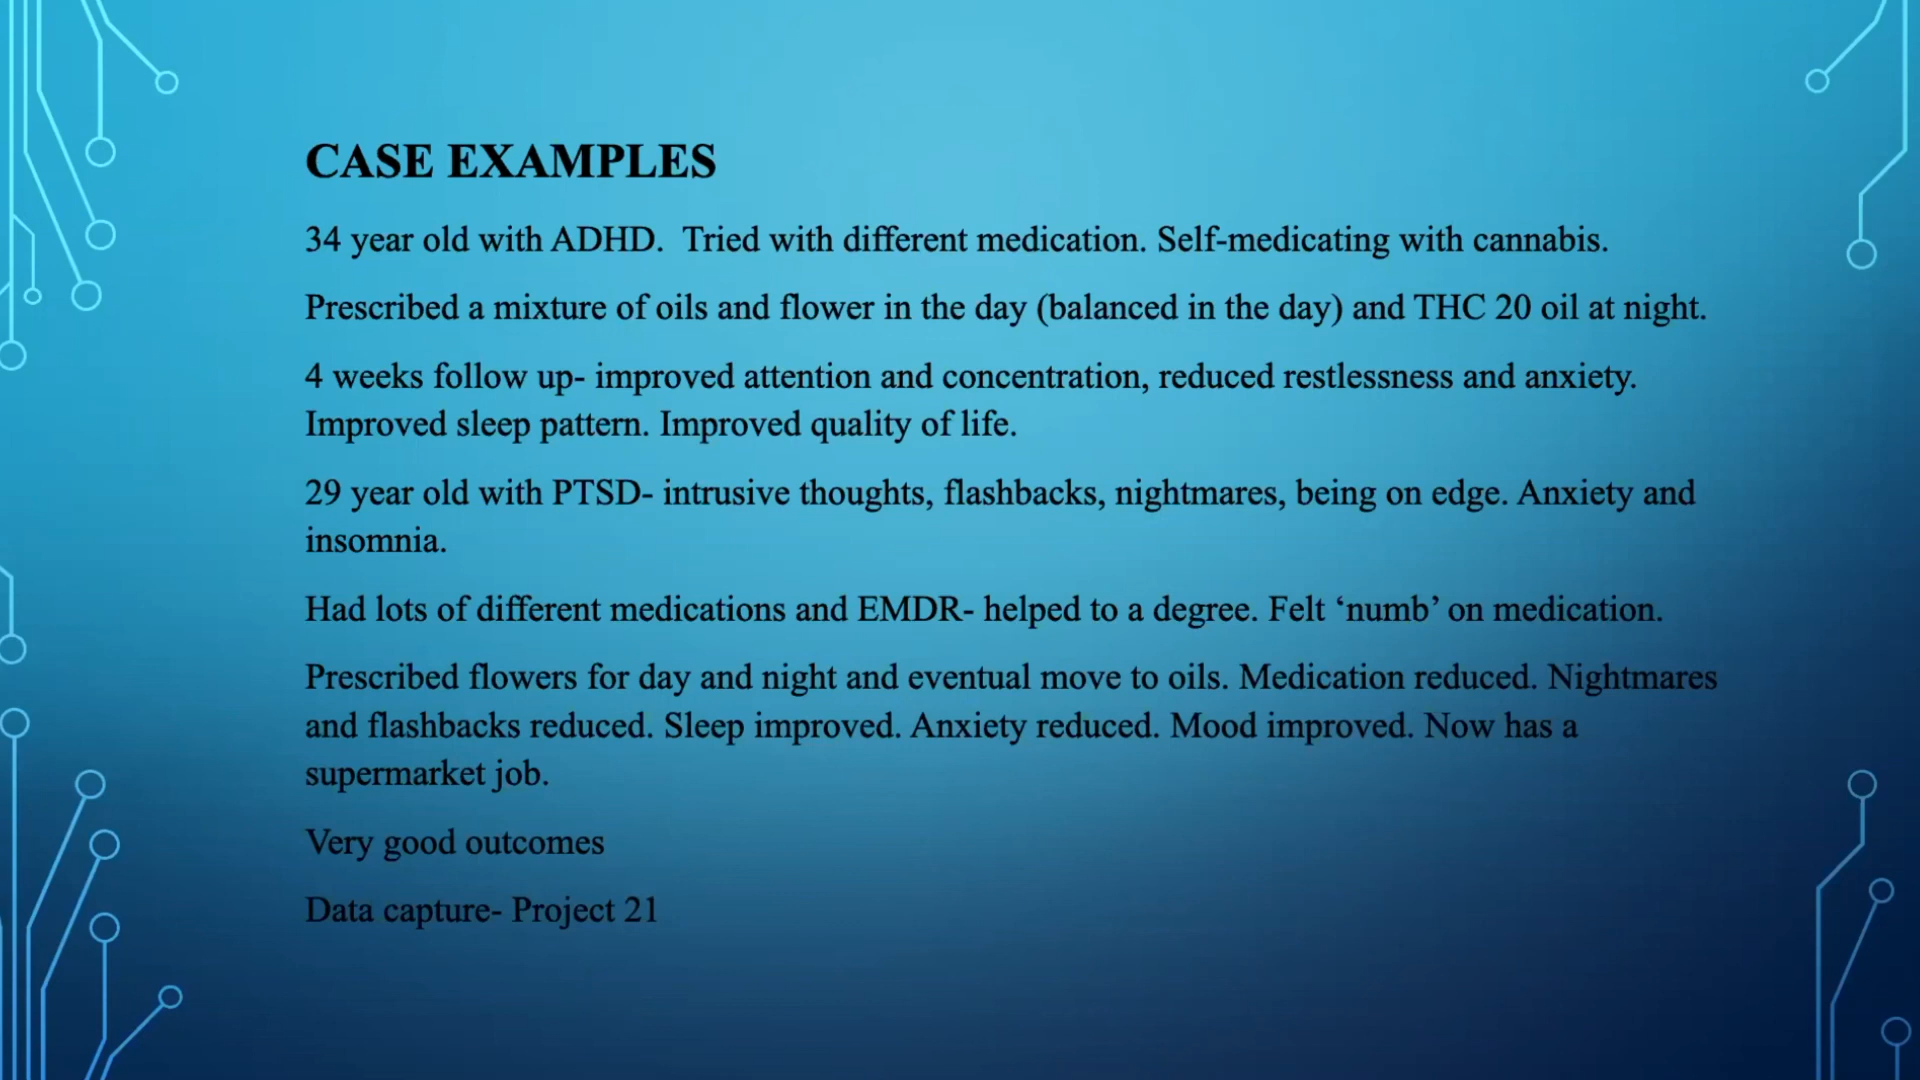 CASE EXAMPLES
34 year old with ADHD.  Tried with different medication. Self-medicating with cannabis.
Prescribed a mixture of oils and flower in the day (balanced in the day) and THC 20 oil at night.
4 weeks follow up- improved attention and concentration, reduced restlessness and anxiety.
Improved sleep pattern. Improved quality of life.
29 year old with PTSD- intrusive thoughts, flashbacks, nightmares, being on edge. Anxiety and
insomnia.
Had lots of different medications and EMDR- helped to a degree. Felt ‘numb’ on medication.
Prescribed flowers for day and night and eventual move to oils. Medication reduced. Nightmares
and flashbacks reduced. Sleep improved. Anxiety reduced. Mood improved. Now has a
supermarket job.
Very good outcomes
Data capture- Project 21